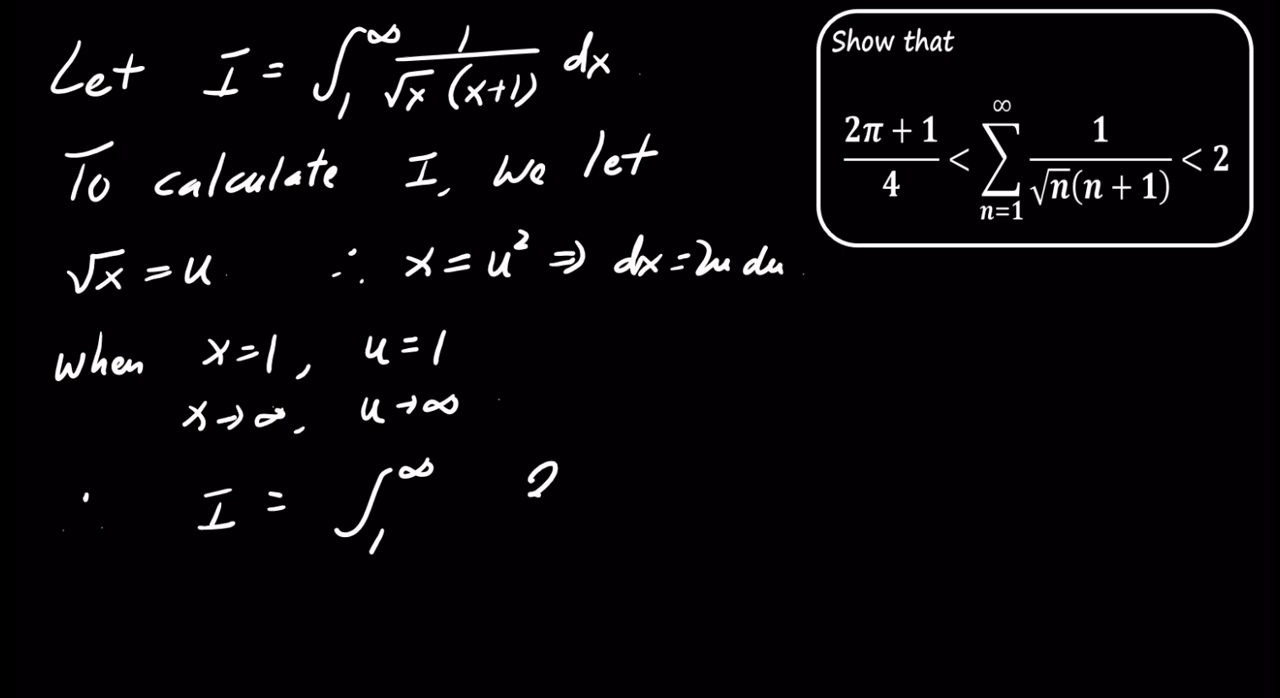 Let I = ∫₁^∞ 1/(√x (x+1)) dx
To calculate I, we let
√x = u ∴ x = u² ⇒ dx = 2u du
when x=1, u=1
x→∞, u→∞
∴ I = ∫₁^∞ 2
Show that
(2π + 1)/4 < ∑_{n=1}^∞ 1/(√n(n + 1)) < 2